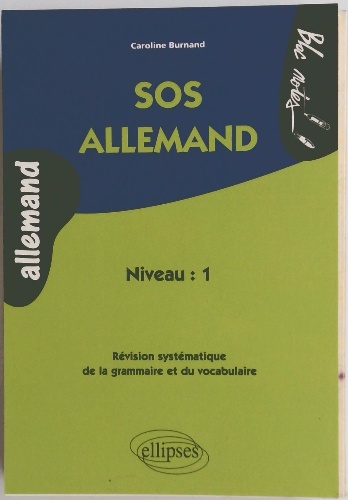 Caroline Burnand
Bloc notes...!
SOS
ALLEMAND
allemand
Niveau : 1
Révision systématique
de la grammaire et du vocabulaire
ellipses